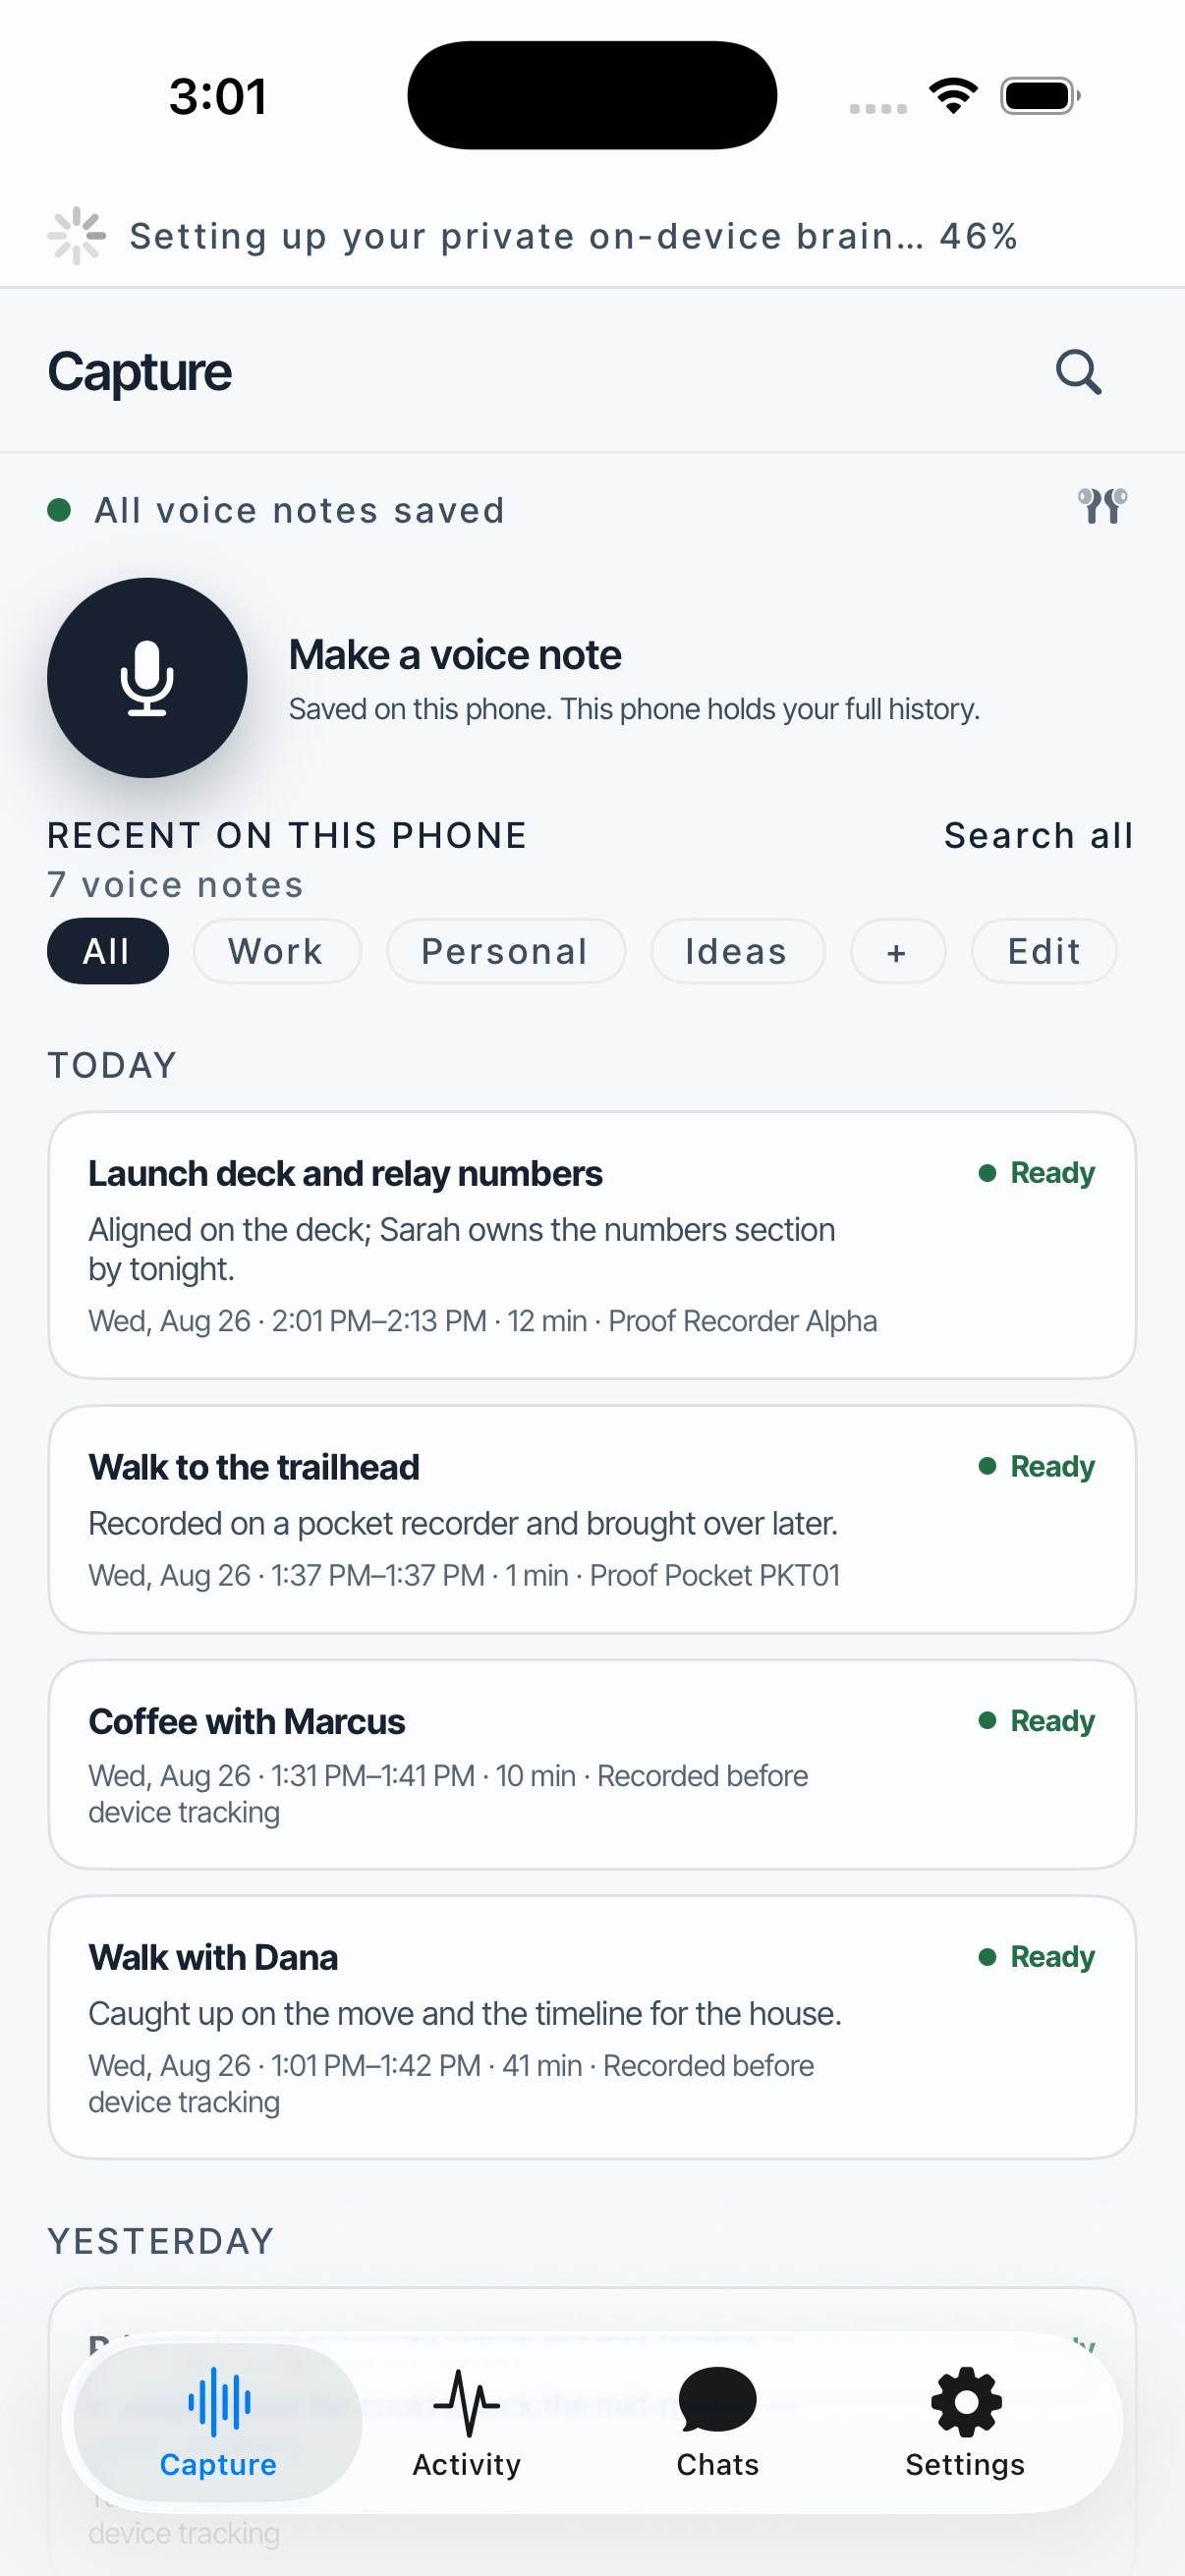 3:01
Setting up your private on-device brain... 46%
Capture
All voice notes saved
Make a voice note
Saved on this phone. This phone holds your full history.
RECENT ON THIS PHONE
Search all
7 voice notes
All
Work
Personal
Ideas
+
Edit
TODAY
Launch deck and relay numbers
Ready
Aligned on the deck; Sarah owns the numbers section
by tonight.
Wed, Aug 26 · 2:01 PM–2:13 PM · 12 min · Proof Recorder Alpha
Walk to the trailhead
Ready
Recorded on a pocket recorder and brought over later.
Wed, Aug 26 · 1:37 PM–1:37 PM · 1 min · Proof Pocket PKT01
Coffee with Marcus
Ready
Wed, Aug 26 · 1:31 PM–1:41 PM · 10 min · Recorded before
device tracking
Walk with Dana
Ready
Caught up on the move and the timeline for the house.
Wed, Aug 26 · 1:01 PM–1:42 PM · 41 min · Recorded before
device tracking
YESTERDAY
could
the
Capture
Activity
Chats
Settings
device tracking